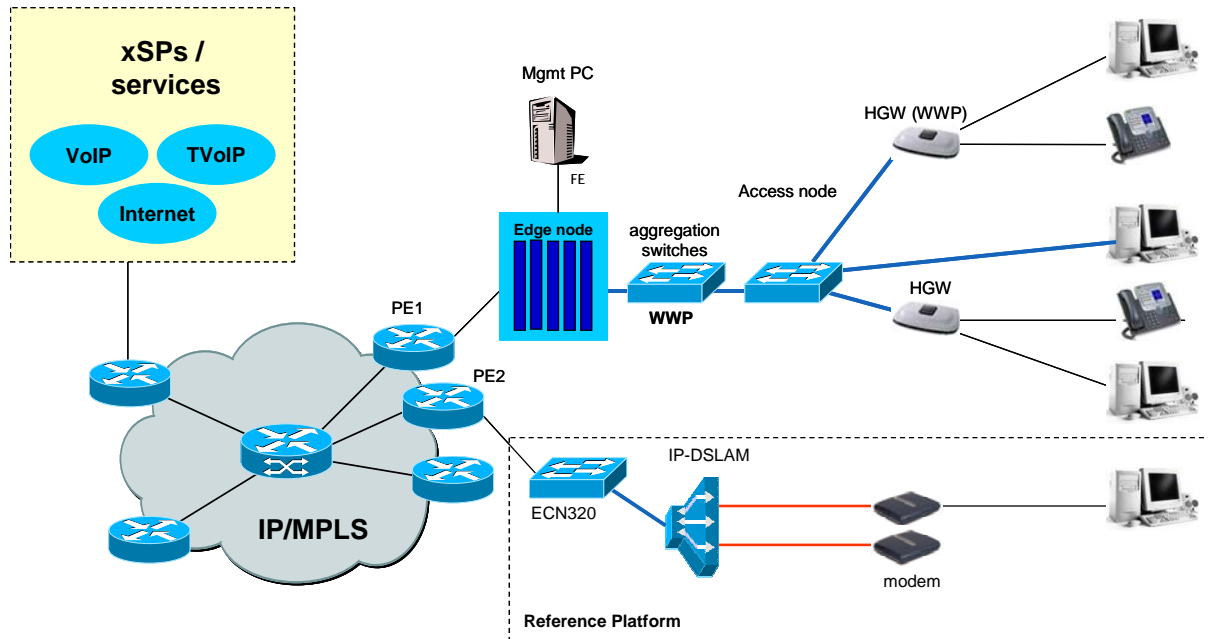 xSPs /
services
VoIP
TVoIP
Internet
Mgmt PC
FE
Edge node
aggregation
switches
WWP
Access node
HGW (WWP)
HGW
PE1
PE2
IP/MPLS
ECN320
IP-DSLAM
modem
Reference Platform